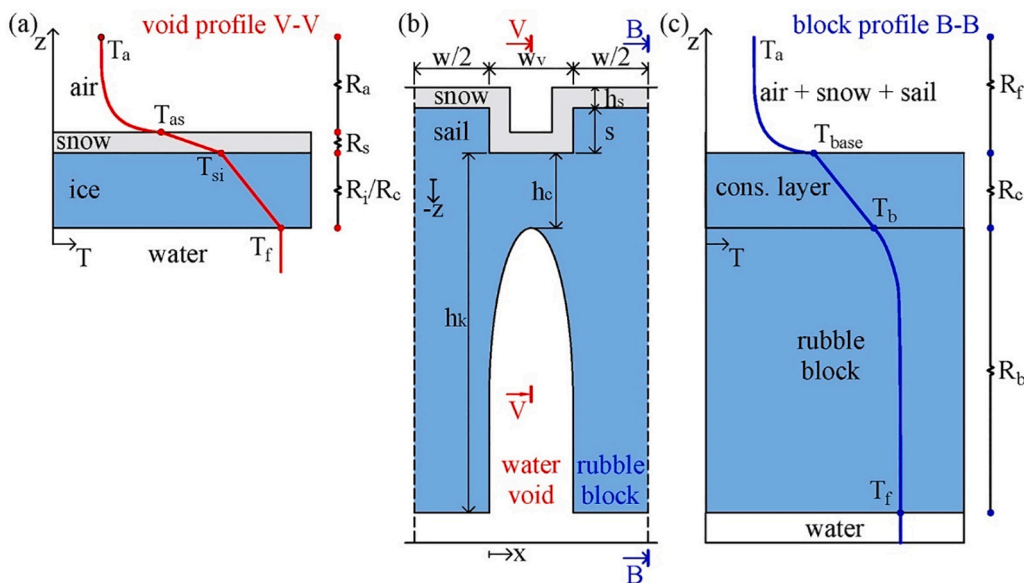 (a)
void profile V-V
z
Ta
air
Tas
snow
Tsi
ice
Tf
T
water
Ra
Rs
Ri/Rc
(b)
V
B
w/2
wv
w/2
snow
hs
sail
s
-z
hc
hk
V
water
void
rubble
block
x
B
(c)
block profile B-B
z
Ta
air + snow + sail
Tbase
cons. layer
Tb
T
rubble
block
Tf
water
Rf
Rc
Rb